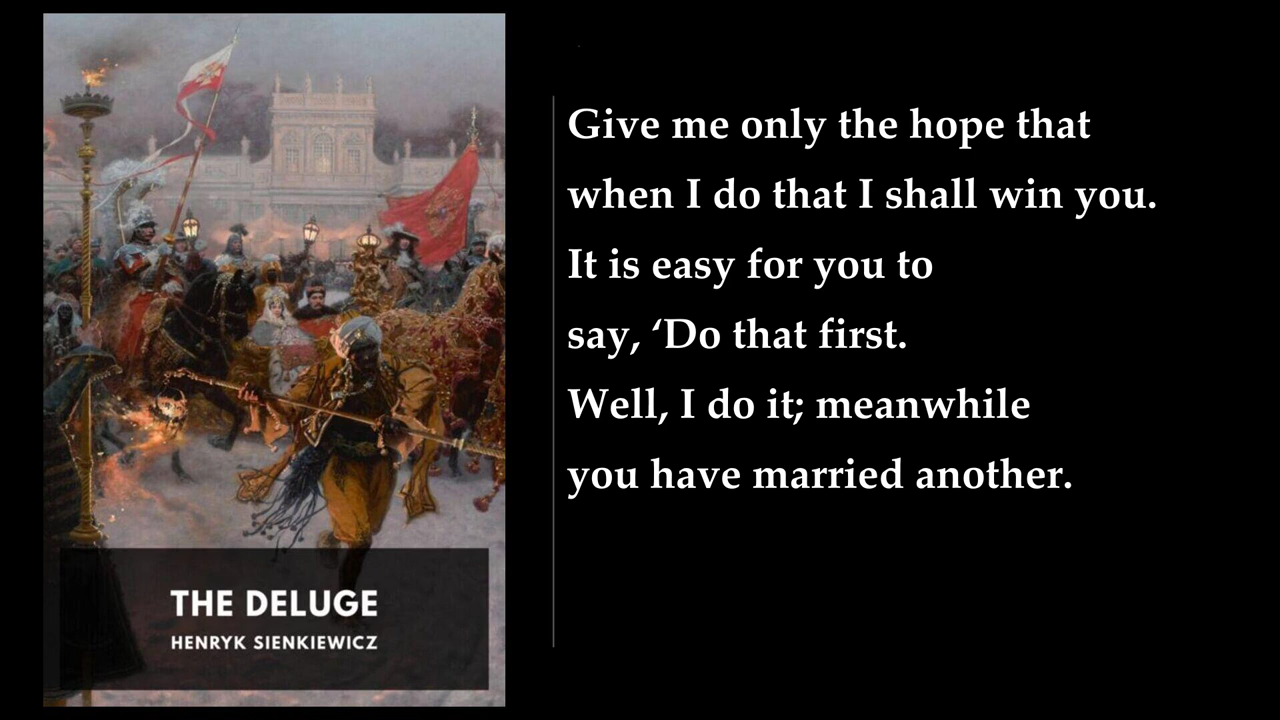 Give me only the hope that
when I do that I shall win you.
It is easy for you to
say, ‘Do that first.
Well, I do it; meanwhile
you have married another.
THE DELUGE
HENRYK SIENKIEWICZ